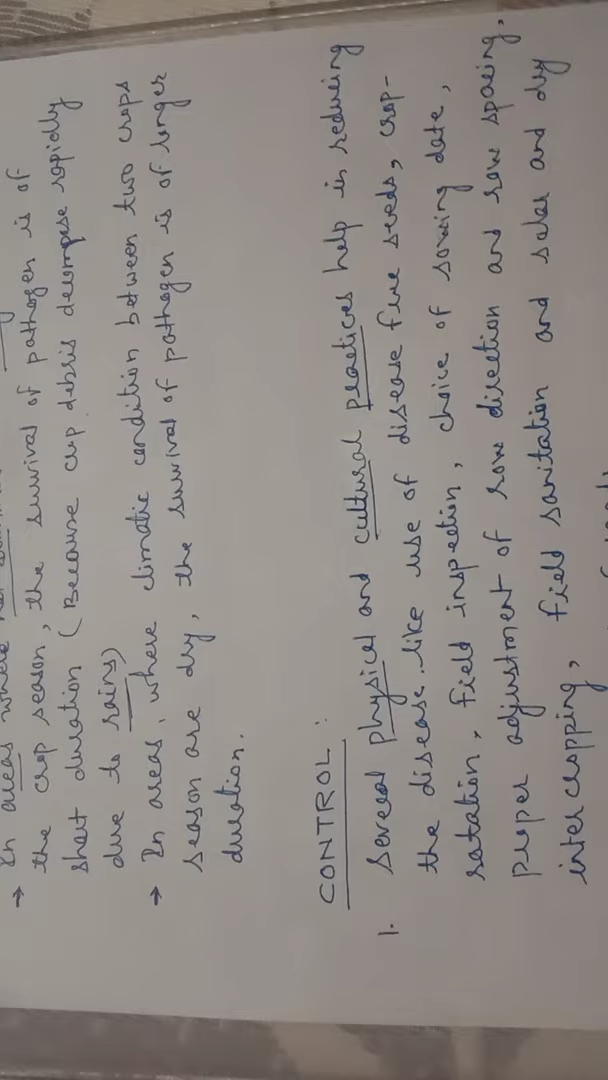 → In areas where
the crop season, the survival of pathogen is of
short duration (Because cup debris decompose rapidly
due to rains)
→ In areas, where climatic condition between two crops
season are dry, the survival of pathogen is of longer
duration.
CONTROL:
1. Several physical and cultural practices help in reducing
the disease. like use of disease free seeds, crop-
rotation, field inspection, choice of sowing date,
proper adjustment of row direction and row spacing,
inter cropping, field sanitation and solar and dry